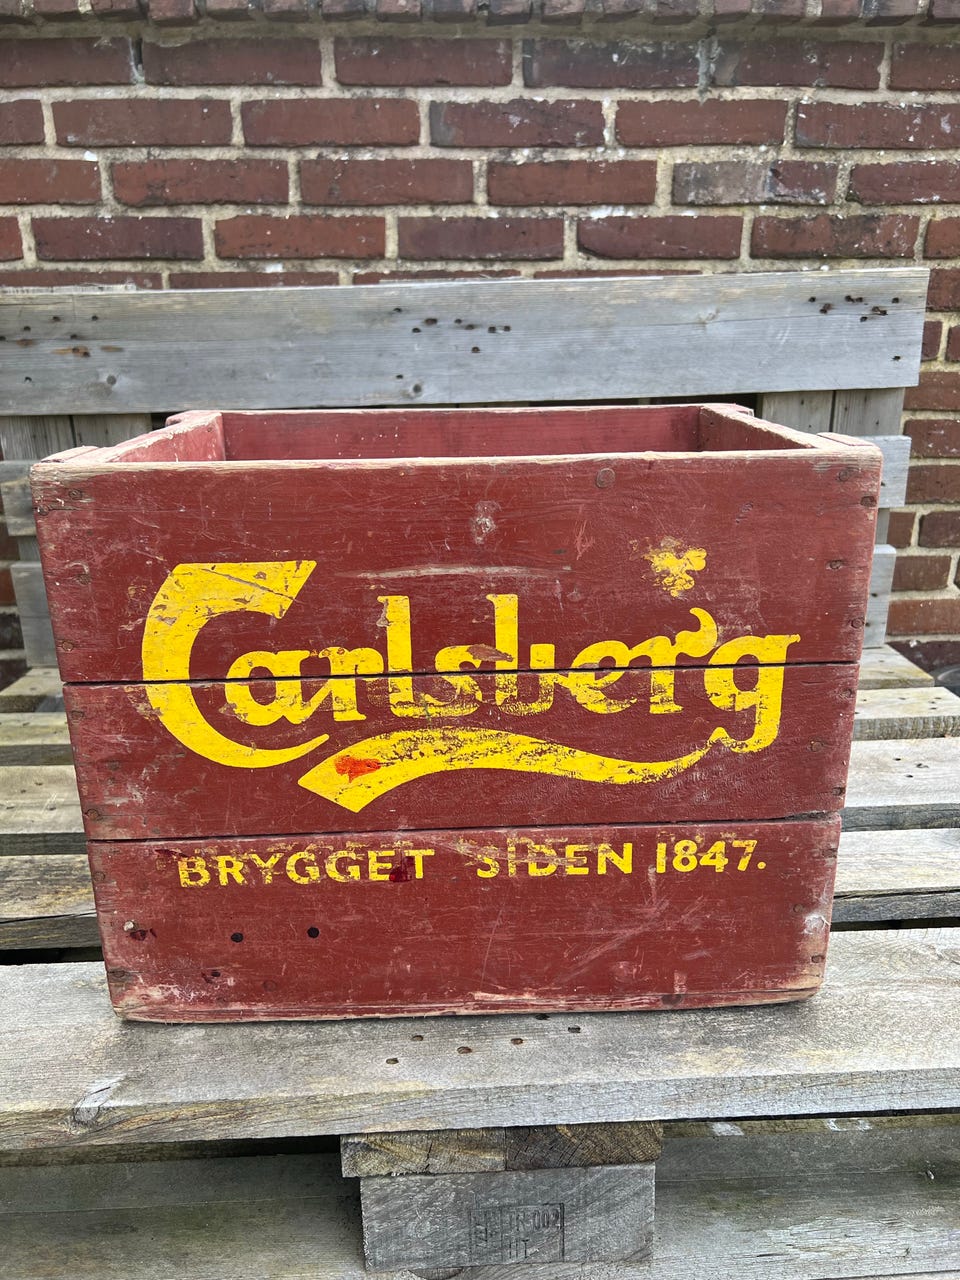 Carlsberg
BRYGGET SIDEN 1847.